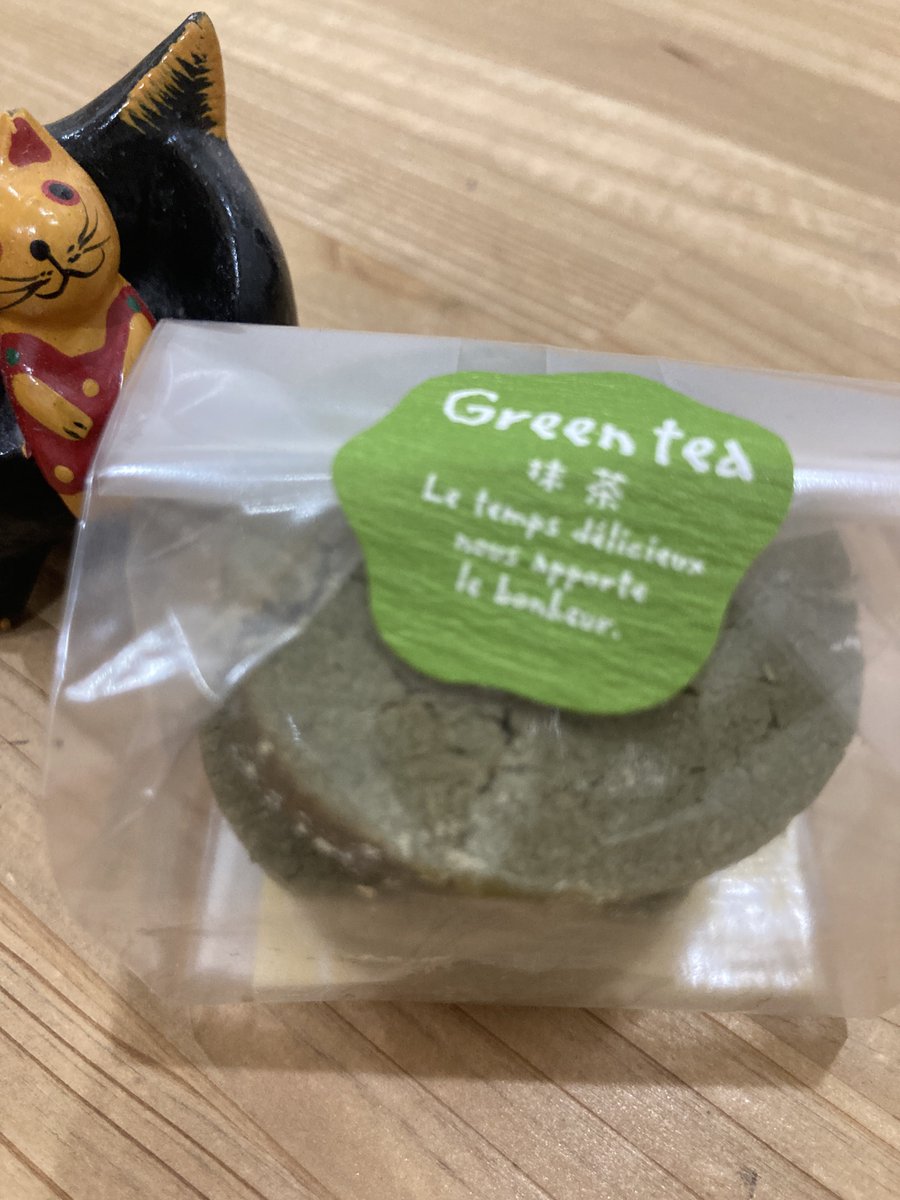 Green tea
抹茶
Le temps délicieux
nous apporte
le bonheur.